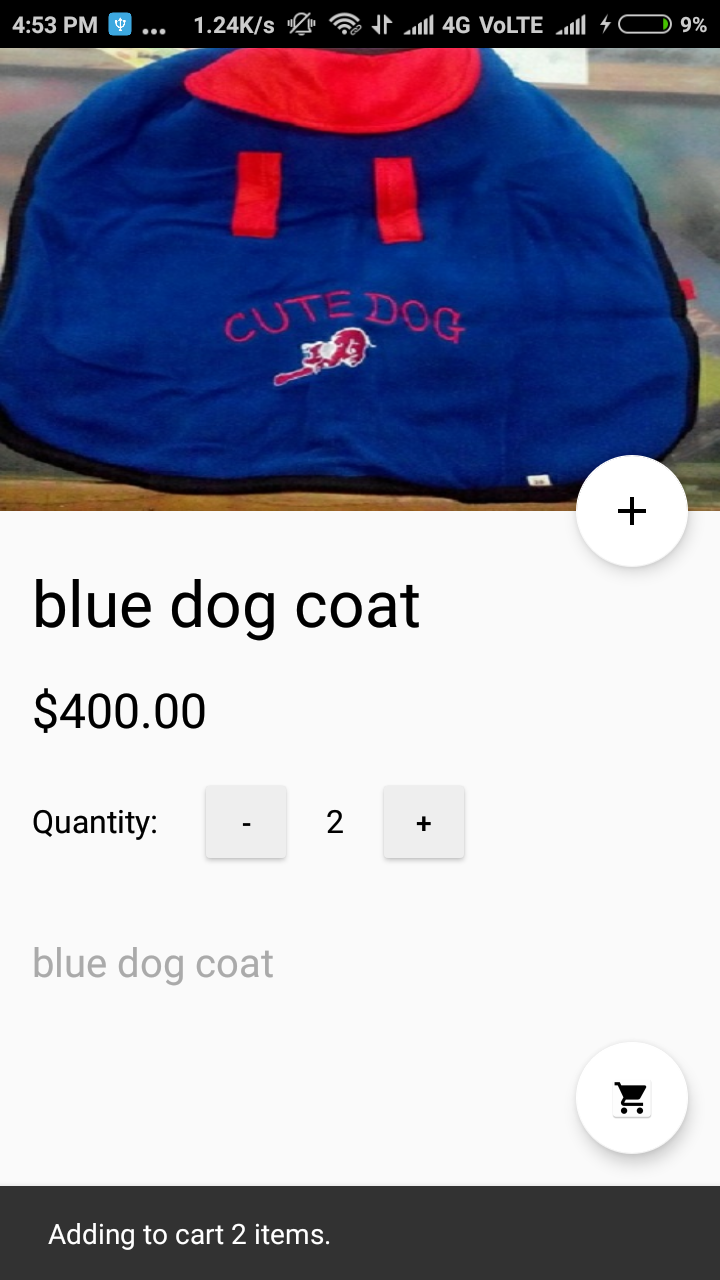 4:53 PM ... 1.24K/s 4G VoLTE 9%
CUTE DOG
+
blue dog coat
$400.00
Quantity: - 2 +
blue dog coat
Adding to cart 2 items.